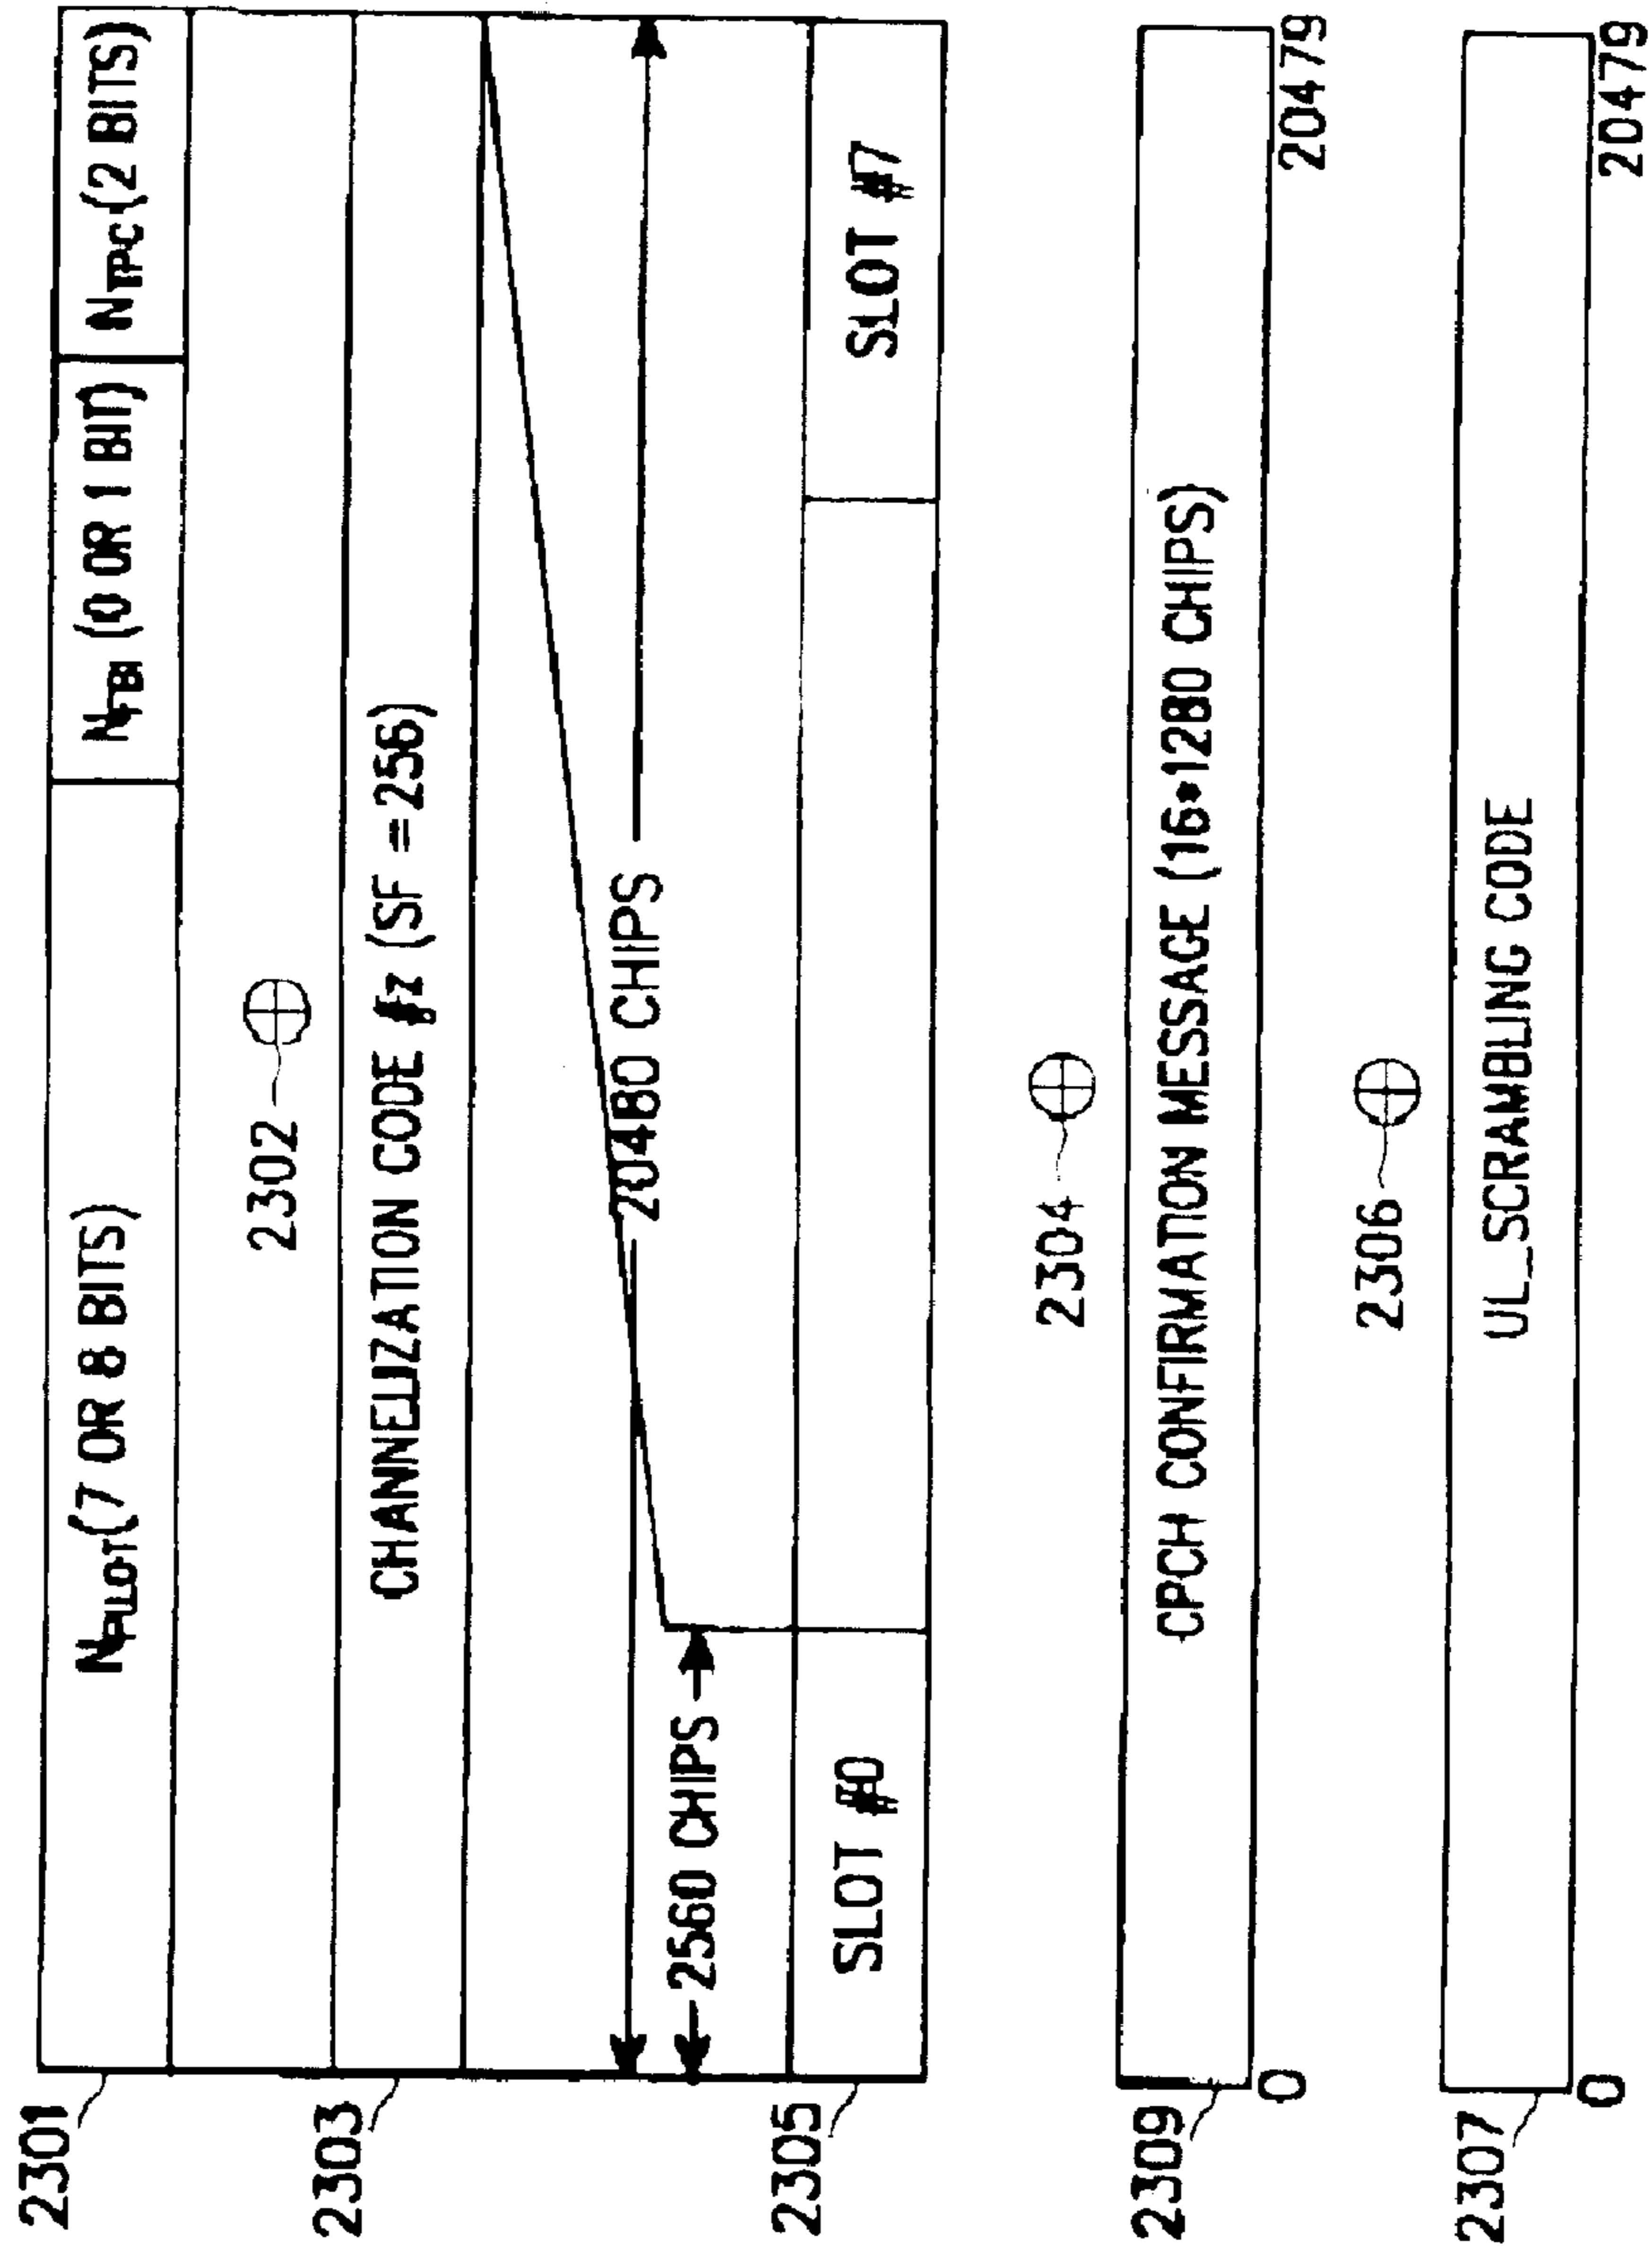 2301
N_PILOT (7 OR 8 BITS)
N_FBI (0 OR 1 BIT)
N_TPC (2 BITS)
2302
2303
CHANNELIZATION CODE #z (SF = 256)
20480 CHIPS
2560 CHIPS
2305
SLOT #0
SLOT #7
2304
2309
CPCH CONFIRMATION MESSAGE (16*1280 CHIPS)
0
20479
2306
2307
UL_SCRAMBLING CODE
0
20479